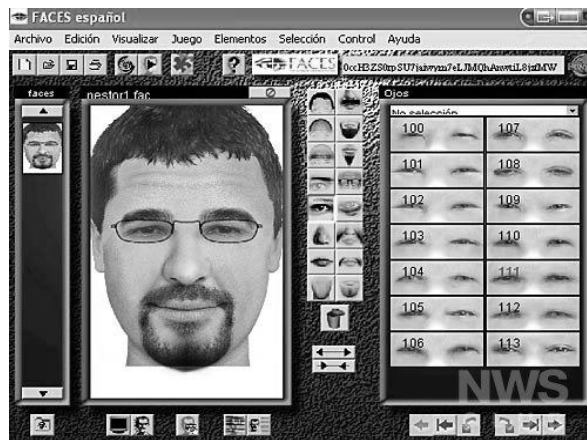 FACES español
Archivo Edición Visualizar Juego Elementos Selección Control Ayuda
FACES
faces
nestor1.fac
Ojos
No selección
100 107
101 108
102 109
103 110
104 111
105 112
106 113
NWS